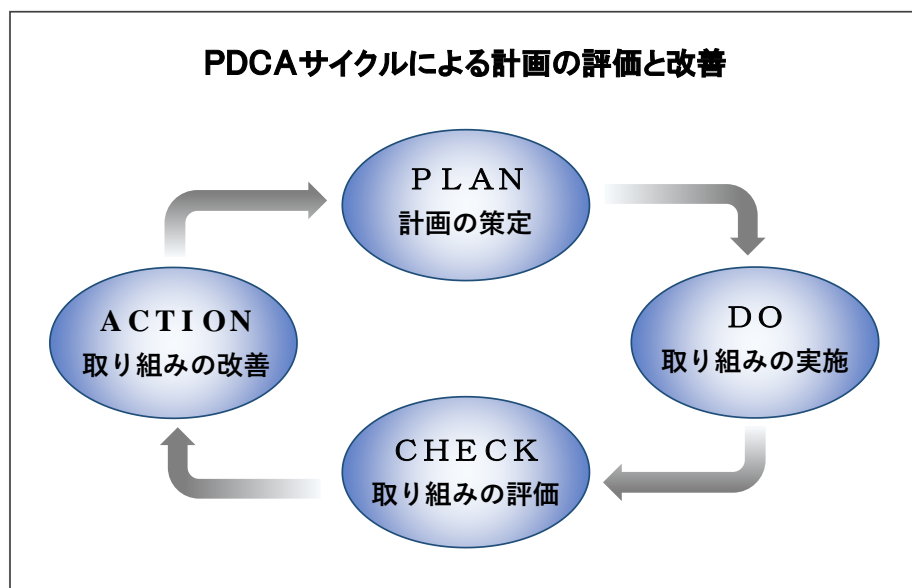 PDCAサイクルによる計画の評価と改善
PLAN
計画の策定
DO
取り組みの実施
CHECK
取り組みの評価
ACTION
取り組みの改善